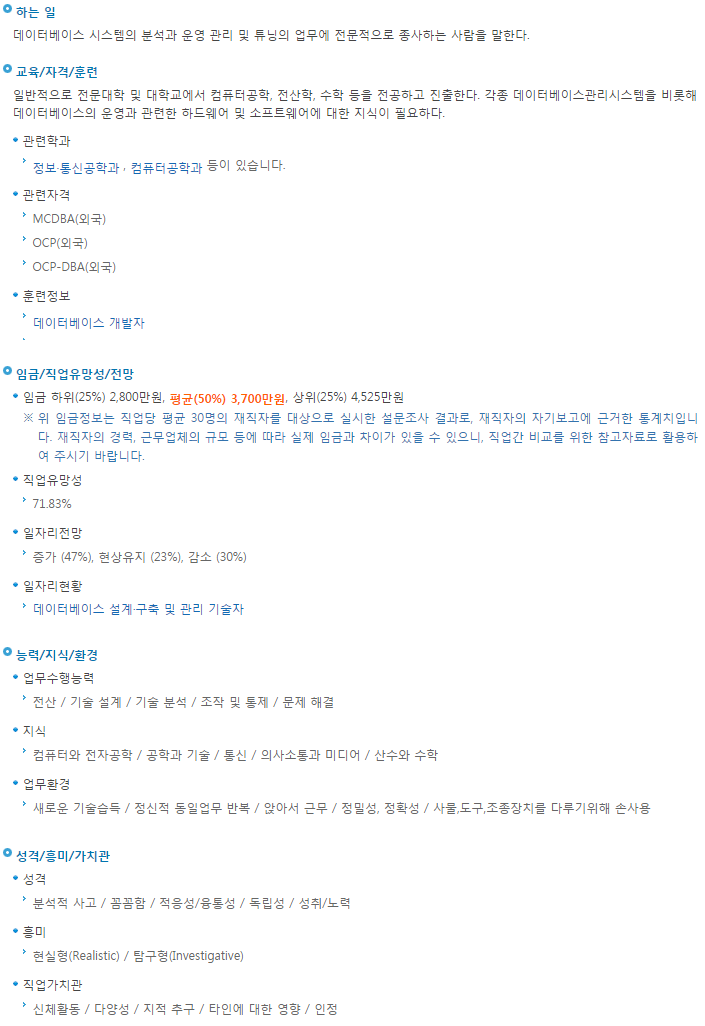 하는 일
데이터베이스 시스템의 분석과 운영 관리 및 튜닝의 업무에 전문적으로 종사하는 사람을 말한다.
교육/자격/훈련
일반적으로 전문대학 및 대학교에서 컴퓨터공학, 전산학, 수학 등을 전공하고 진출한다. 각종 데이터베이스관리시스템을 비롯해
데이터베이스의 운영과 관련한 하드웨어 및 소프트웨어에 대한 지식이 필요하다.
관련학과
정보·통신공학과 , 컴퓨터공학과 등이 있습니다.
관련자격
MCDBA(외국)
OCP(외국)
OCP-DBA(외국)
훈련정보
데이터베이스 개발자
임금/직업유망성/전망
임금 하위(25%) 2,800만원, 평균(50%) 3,700만원, 상위(25%) 4,525만원
※ 위 임금정보는 직업당 평균 30명의 재직자를 대상으로 실시한 설문조사 결과로, 재직자의 자기보고에 근거한 통계치입니
다. 재직자의 경력, 근무업체의 규모 등에 따라 실제 임금과 차이가 있을 수 있으니, 직업간 비교를 위한 참고자료로 활용하
여 주시기 바랍니다.
직업유망성
71.83%
일자리전망
증가 (47%), 현상유지 (23%), 감소 (30%)
일자리현황
데이터베이스 설계·구축 및 관리 기술자
능력/지식/환경
업무수행능력
전산 / 기술 설계 / 기술 분석 / 조작 및 통제 / 문제 해결
지식
컴퓨터와 전자공학 / 공학과 기술 / 통신 / 의사소통과 미디어 / 산수와 수학
업무환경
새로운 기술습득 / 정신적 동일업무 반복 / 앉아서 근무 / 정밀성, 정확성 / 사물,도구,조종장치를 다루기위해 손사용
성격/흥미/가치관
성격
분석적 사고 / 꼼꼼함 / 적응성/융통성 / 독립성 / 성취/노력
흥미
현실형(Realistic) / 탐구형(Investigative)
직업가치관
신체활동 / 다양성 / 지적 추구 / 타인에 대한 영향 / 인정